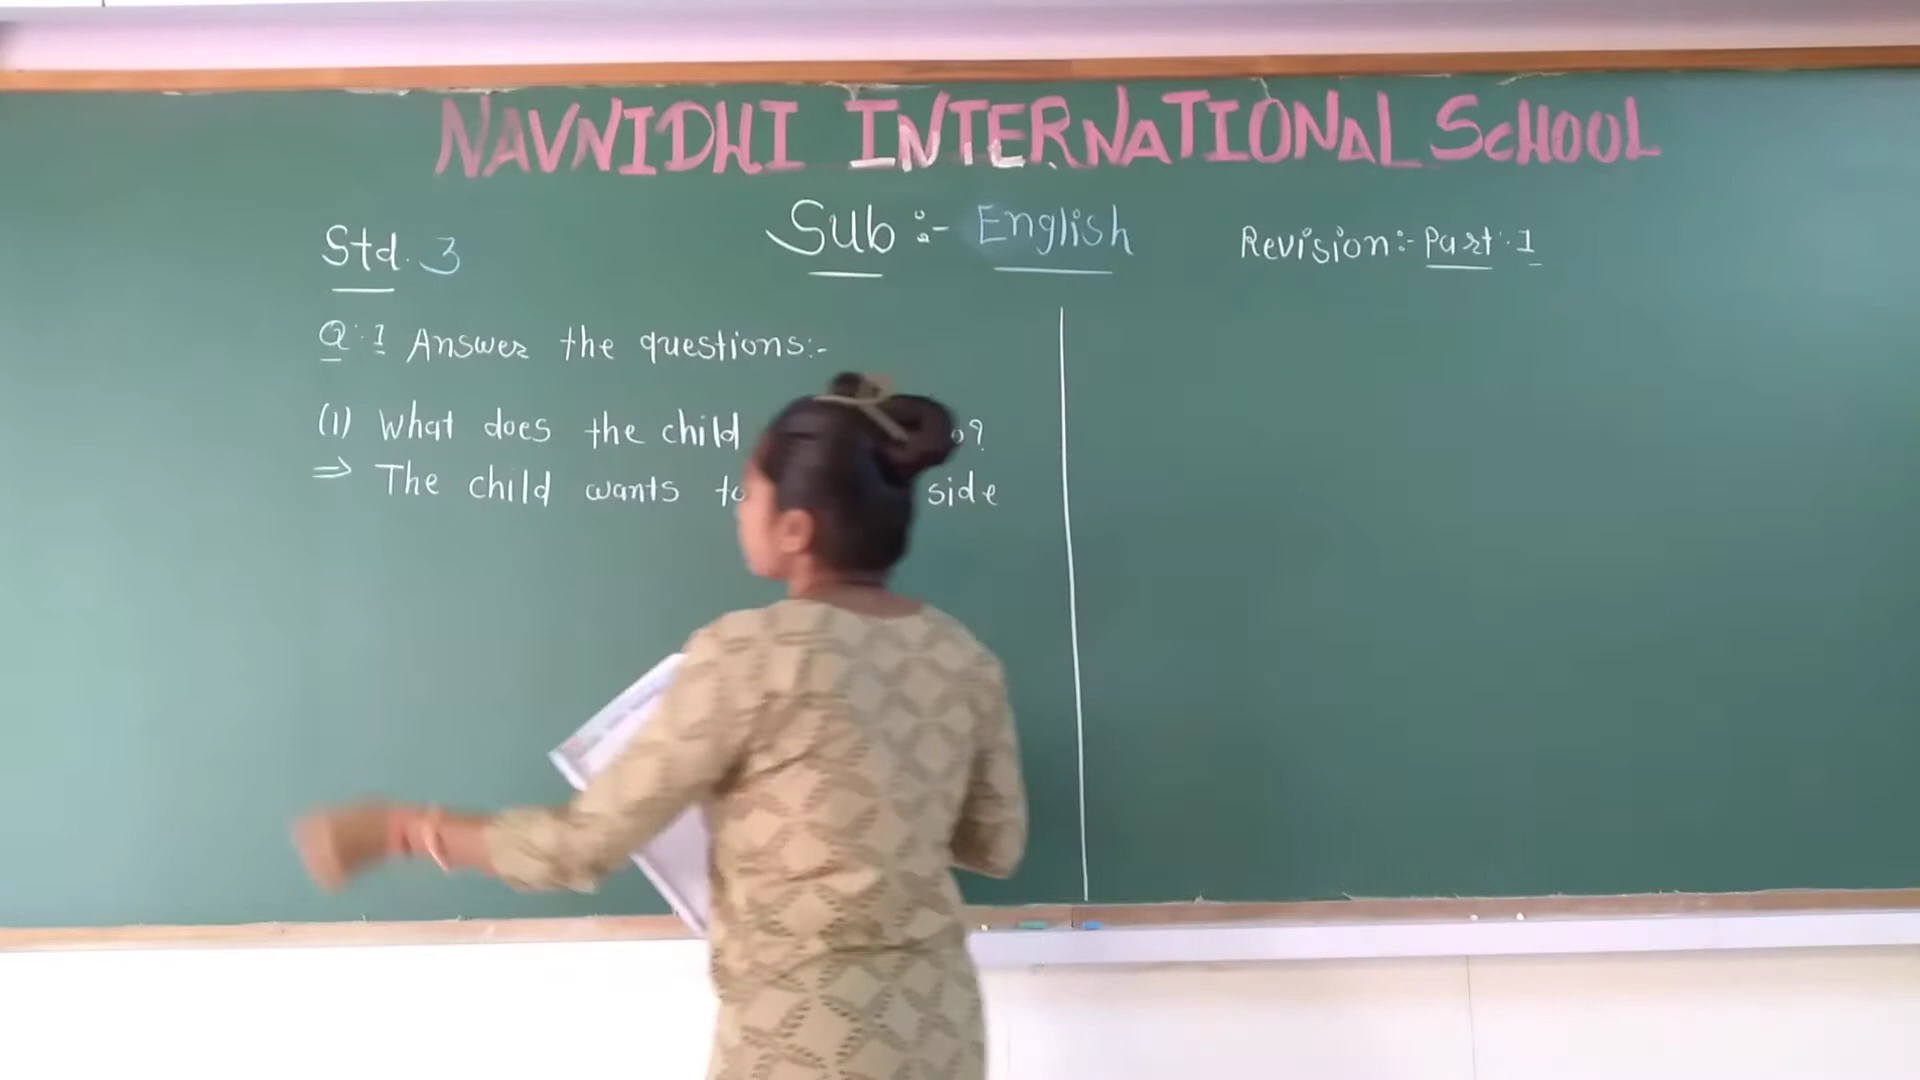 NAVNIDHI INTERNATIONAL SCHOOL
Std. 3
Sub :- English
Revision:- Part. 1
Q. 1 Answer the questions:-
(1) What does the child
⇒ The child wants to side